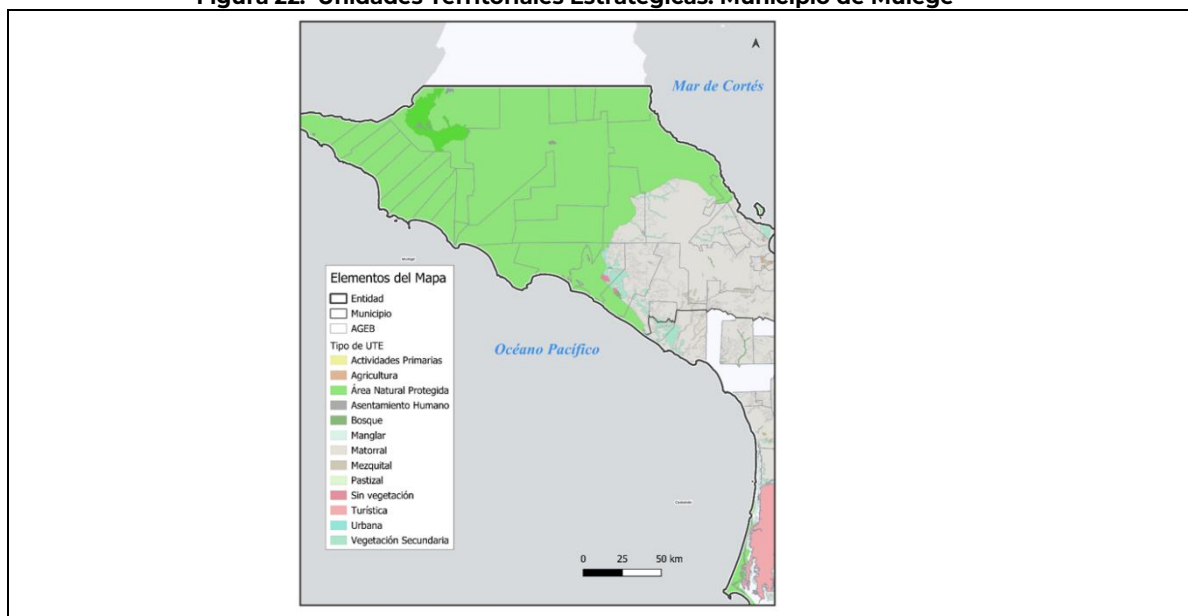 Figura 22. Unidades Territoriales Estratégicas. Municipio de Mulegé
Mar de Cortés
Océano Pacífico
Elementos del Mapa
Entidad
Municipio
AGEB
Tipo de UTE
Actividades Primarias
Agricultura
Área Natural Protegida
Asentamiento Humano
Bosque
Manglar
Matorral
Mezquital
Pastizal
Sin vegetación
Turística
Urbana
Vegetación Secundaria
0 25 50 km